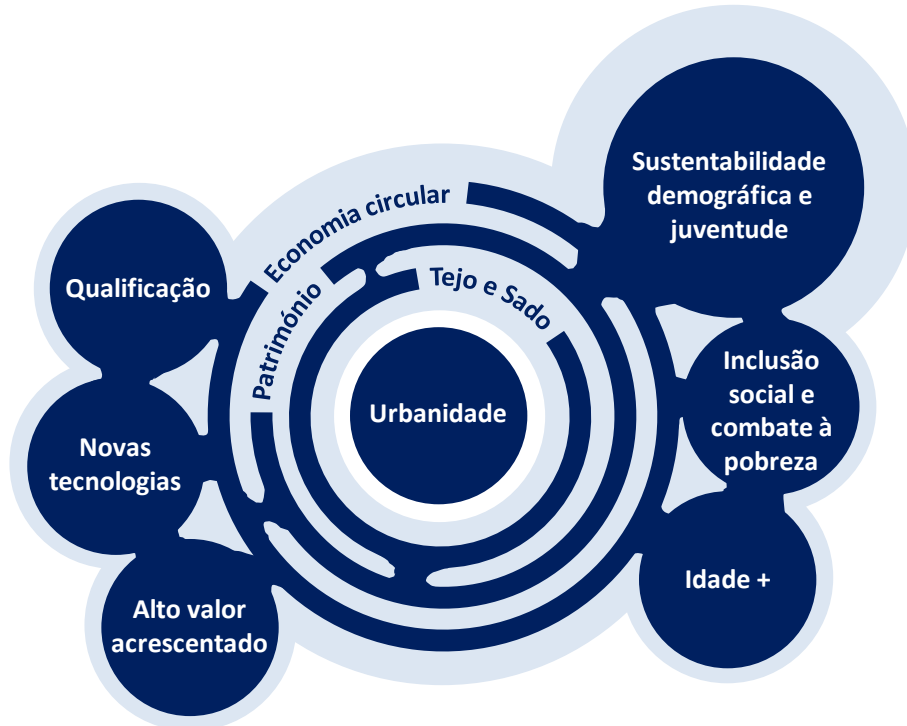 Sustentabilidade
demográfica e
juventude
Economia circular
Qualificação
Património
Tejo e Sado
Urbanidade
Inclusão
social e
combate à
pobreza
Novas
tecnologias
Idade +
Alto valor
acrescentado